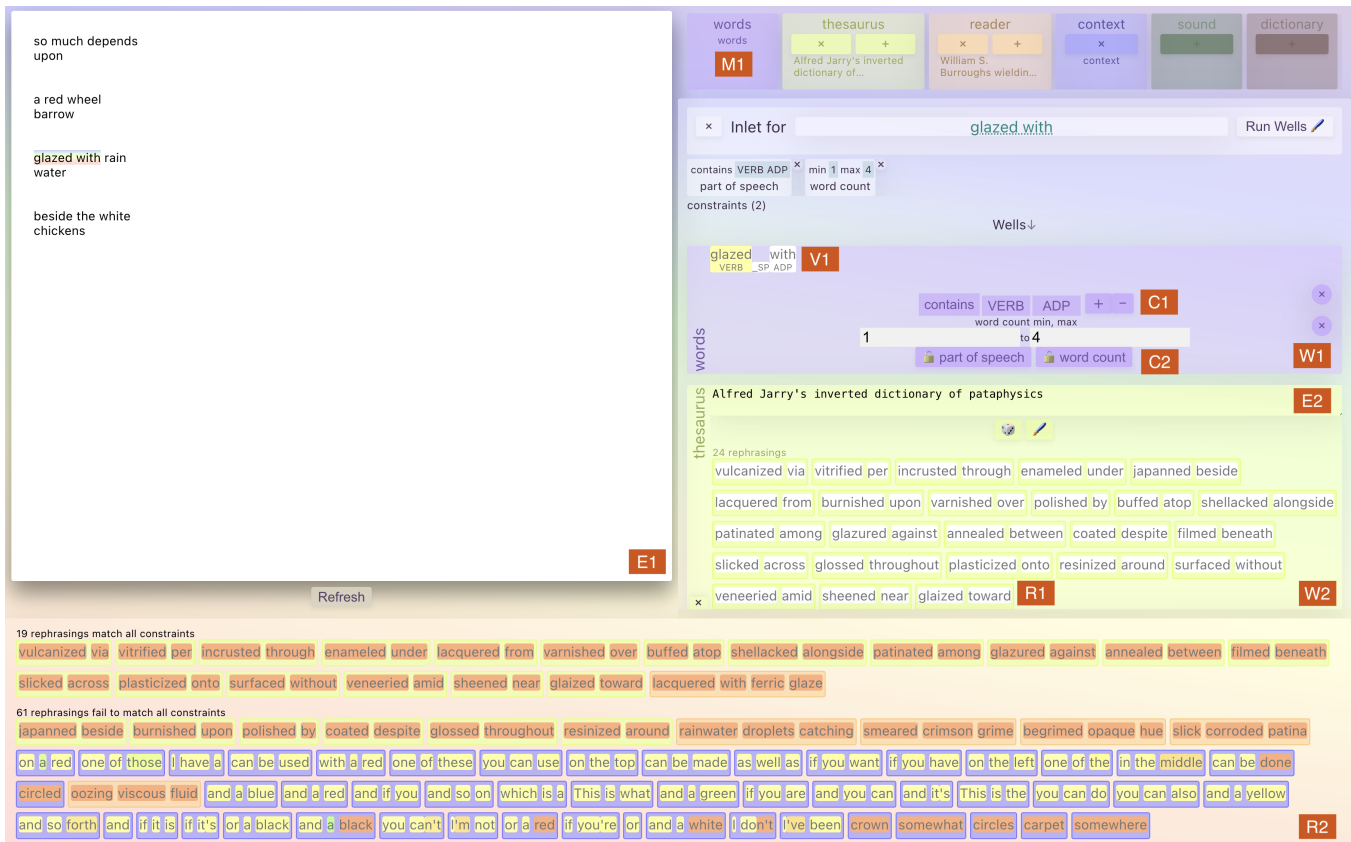 so much depends
upon
a red wheel
barrow
glazed with rain
water
beside the white
chickens
E1
Refresh
words
words
M1
thesaurus
× +
Alfred Jarry's inverted
dictionary of...
reader
× +
William S.
Burroughs wieldin...
context
×
context
sound
+
dictionary
+
× Inlet for glazed with Run Wells
contains VERB ADP × min 1 max 4 ×
part of speech word count
constraints (2)
Wells↓
glazed with V1
VERB _SP ADP
contains VERB ADP + − C1 ×
word count min, max
1 to 4 ×
part of speech word count C2 W1
words
Alfred Jarry's inverted dictionary of pataphysics E2
thesaurus
24 rephrasings
vulcanized via vitrified per incrusted through enameled under japanned beside
lacquered from burnished upon varnished over polished by buffed atop shellacked alongside
patinated among glazured against annealed between coated despite filmed beneath
slicked across glossed throughout plasticized onto resinized around surfaced without
× veneeried amid sheened near glaized toward R1 W2
19 rephrasings match all constraints
vulcanized via vitrified per incrusted through enameled under lacquered from varnished over buffed atop shellacked alongside patinated among glazured against annealed between filmed beneath
slicked across plasticized onto surfaced without veneeried amid sheened near glaized toward lacquered with ferric glaze
61 rephrasings fail to match all constraints
japanned beside burnished upon polished by coated despite glossed throughout resinized around rainwater droplets catching smeared crimson grime begrimed opaque hue slick corroded patina
on a red one of those I have a can be used with a red one of these you can use on the top can be made as well as if you want if you have on the left one of the in the middle can be done
circled oozing viscous fluid and a blue and a red and if you and so on which is a This is what and a green if you are and you can and it's This is the you can do you can also and a yellow
and so forth and if it is if it's or a black and a black you can't I'm not or a red if you're or and a white I don't I've been crown somewhat circles carpet somewhere
R2